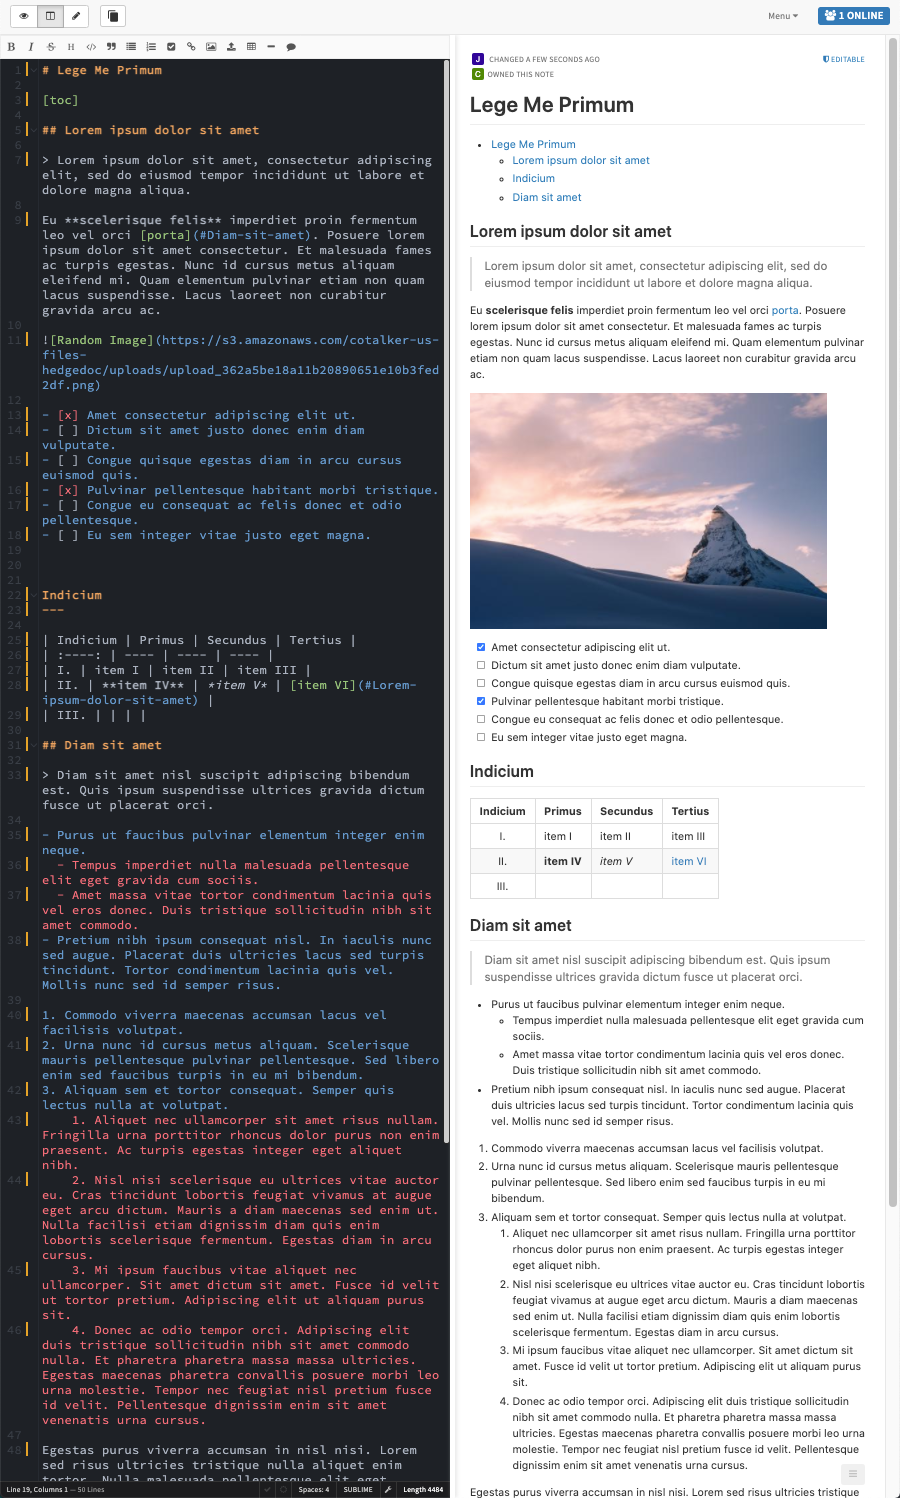 Menu
1 ONLINE
B I S H </>
1 # Lege Me Primum
2
3 [toc]
4
5 ## Lorem ipsum dolor sit amet
6
7 > Lorem ipsum dolor sit amet, consectetur adipiscing
elit, sed do eiusmod tempor incididunt ut labore et
dolore magna aliqua.
8
9 Eu **scelerisque felis** imperdiet proin fermentum
leo vel orci [porta](#Diam-sit-amet). Posuere lorem
ipsum dolor sit amet consectetur. Et malesuada fames
ac turpis egestas. Nunc id cursus metus aliquam
eleifend mi. Quam elementum pulvinar etiam non quam
lacus suspendisse. Lacus laoreet non curabitur
gravida arcu ac.
10
11 ![Random Image](https://s3.amazonaws.com/cotalker-us-
files-
hedgedoc/uploads/upload_362a5be18a11b20890651e10b3fed
2df.png)
12
13 - [x] Amet consectetur adipiscing elit ut.
14 - [ ] Dictum sit amet justo donec enim diam
vulputate.
15 - [ ] Congue quisque egestas diam in arcu cursus
euismod quis.
16 - [x] Pulvinar pellentesque habitant morbi tristique.
17 - [ ] Congue eu consequat ac felis donec et odio
pellentesque.
18 - [ ] Eu sem integer vitae justo eget magna.
19
20
21
22 Indicium
23 ---
24
25 | Indicium | Primus | Secundus | Tertius |
26 | :----: | ---- | ---- | ---- |
27 | I. | item I | item II | item III |
28 | II. | **item IV** | *item V* | [item VI](#Lorem-
ipsum-dolor-sit-amet) |
29 | III. | | | |
30
31 ## Diam sit amet
32
33 > Diam sit amet nisl suscipit adipiscing bibendum
est. Quis ipsum suspendisse ultrices gravida dictum
fusce ut placerat orci.
34
35 - Purus ut faucibus pulvinar elementum integer enim
neque.
36 - Tempus imperdiet nulla malesuada pellentesque
elit eget gravida cum sociis.
37 - Amet massa vitae tortor condimentum lacinia quis
vel eros donec. Duis tristique sollicitudin nibh sit
amet commodo.
38 - Pretium nibh ipsum consequat nisl. In iaculis nunc
sed augue. Placerat duis ultricies lacus sed turpis
tincidunt. Tortor condimentum lacinia quis vel.
Mollis nunc sed id semper risus.
39
40 1. Commodo viverra maecenas accumsan lacus vel
facilisis volutpat.
41 2. Urna nunc id cursus metus aliquam. Scelerisque
mauris pellentesque pulvinar pellentesque. Sed libero
enim sed faucibus turpis in eu mi bibendum.
42 3. Aliquam sem et tortor consequat. Semper quis
lectus nulla at volutpat.
43 1. Aliquet nec ullamcorper sit amet risus nullam.
Fringilla urna porttitor rhoncus dolor purus non enim
praesent. Ac turpis egestas integer eget aliquet
nibh.
44 2. Nisl nisi scelerisque eu ultrices vitae auctor
eu. Cras tincidunt lobortis feugiat vivamus at augue
eget arcu dictum. Mauris a diam maecenas sed enim ut.
Nulla facilisi etiam dignissim diam quis enim
lobortis scelerisque fermentum. Egestas diam in arcu
cursus.
45 3. Mi ipsum faucibus vitae aliquet nec
ullamcorper. Sit amet dictum sit amet. Fusce id velit
ut tortor pretium. Adipiscing elit ut aliquam purus
sit.
46 4. Donec ac odio tempor orci. Adipiscing elit
duis tristique sollicitudin nibh sit amet commodo
nulla. Et pharetra pharetra massa massa ultricies.
Egestas maecenas pharetra convallis posuere morbi leo
urna molestie. Tempor nec feugiat nisl pretium fusce
id velit. Pellentesque dignissim enim sit amet
venenatis urna cursus.
47
48 Egestas purus viverra accumsan in nisl nisi. Lorem
sed risus ultricies tristique nulla aliquet enim
tortor. Nulla malesuada pellentesque elit eget
Line 19, Columns 1 — 50 Lines
Spaces: 4
SUBLIME
Length 4484
J CHANGED A FEW SECONDS AGO
EDITABLE
C OWNED THIS NOTE
Lege Me Primum
Lege Me Primum
Lorem ipsum dolor sit amet
Indicium
Diam sit amet
Lorem ipsum dolor sit amet
Lorem ipsum dolor sit amet, consectetur adipiscing elit, sed do
eiusmod tempor incididunt ut labore et dolore magna aliqua.
Eu scelerisque felis imperdiet proin fermentum leo vel orci porta. Posuere
lorem ipsum dolor sit amet consectetur. Et malesuada fames ac turpis
egestas. Nunc id cursus metus aliquam eleifend mi. Quam elementum pulvinar
etiam non quam lacus suspendisse. Lacus laoreet non curabitur gravida arcu
ac.
Amet consectetur adipiscing elit ut.
Dictum sit amet justo donec enim diam vulputate.
Congue quisque egestas diam in arcu cursus euismod quis.
Pulvinar pellentesque habitant morbi tristique.
Congue eu consequat ac felis donec et odio pellentesque.
Eu sem integer vitae justo eget magna.
Indicium
Indicium Primus Secundus Tertius
I. item I item II item III
II. item IV item V item VI
III.
Diam sit amet
Diam sit amet nisl suscipit adipiscing bibendum est. Quis ipsum
suspendisse ultrices gravida dictum fusce ut placerat orci.
Purus ut faucibus pulvinar elementum integer enim neque.
Tempus imperdiet nulla malesuada pellentesque elit eget gravida cum
sociis.
Amet massa vitae tortor condimentum lacinia quis vel eros donec.
Duis tristique sollicitudin nibh sit amet commodo.
Pretium nibh ipsum consequat nisl. In iaculis nunc sed augue. Placerat
duis ultricies lacus sed turpis tincidunt. Tortor condimentum lacinia quis
vel. Mollis nunc sed id semper risus.
1. Commodo viverra maecenas accumsan lacus vel facilisis volutpat.
2. Urna nunc id cursus metus aliquam. Scelerisque mauris pellentesque
pulvinar pellentesque. Sed libero enim sed faucibus turpis in eu mi
bibendum.
3. Aliquam sem et tortor consequat. Semper quis lectus nulla at volutpat.
1. Aliquet nec ullamcorper sit amet risus nullam. Fringilla urna porttitor
rhoncus dolor purus non enim praesent. Ac turpis egestas integer
eget aliquet nibh.
2. Nisl nisi scelerisque eu ultrices vitae auctor eu. Cras tincidunt lobortis
feugiat vivamus at augue eget arcu dictum. Mauris a diam maecenas
sed enim ut. Nulla facilisi etiam dignissim diam quis enim lobortis
scelerisque fermentum. Egestas diam in arcu cursus.
3. Mi ipsum faucibus vitae aliquet nec ullamcorper. Sit amet dictum sit
amet. Fusce id velit ut tortor pretium. Adipiscing elit ut aliquam purus
sit.
4. Donec ac odio tempor orci. Adipiscing elit duis tristique sollicitudin
nibh sit amet commodo nulla. Et pharetra pharetra massa massa
ultricies. Egestas maecenas pharetra convallis posuere morbi leo urna
molestie. Tempor nec feugiat nisl pretium fusce id velit. Pellentesque
dignissim enim sit amet venenatis urna cursus.
Egestas purus viverra accumsan in nisl nisi. Lorem sed risus ultricies tristique